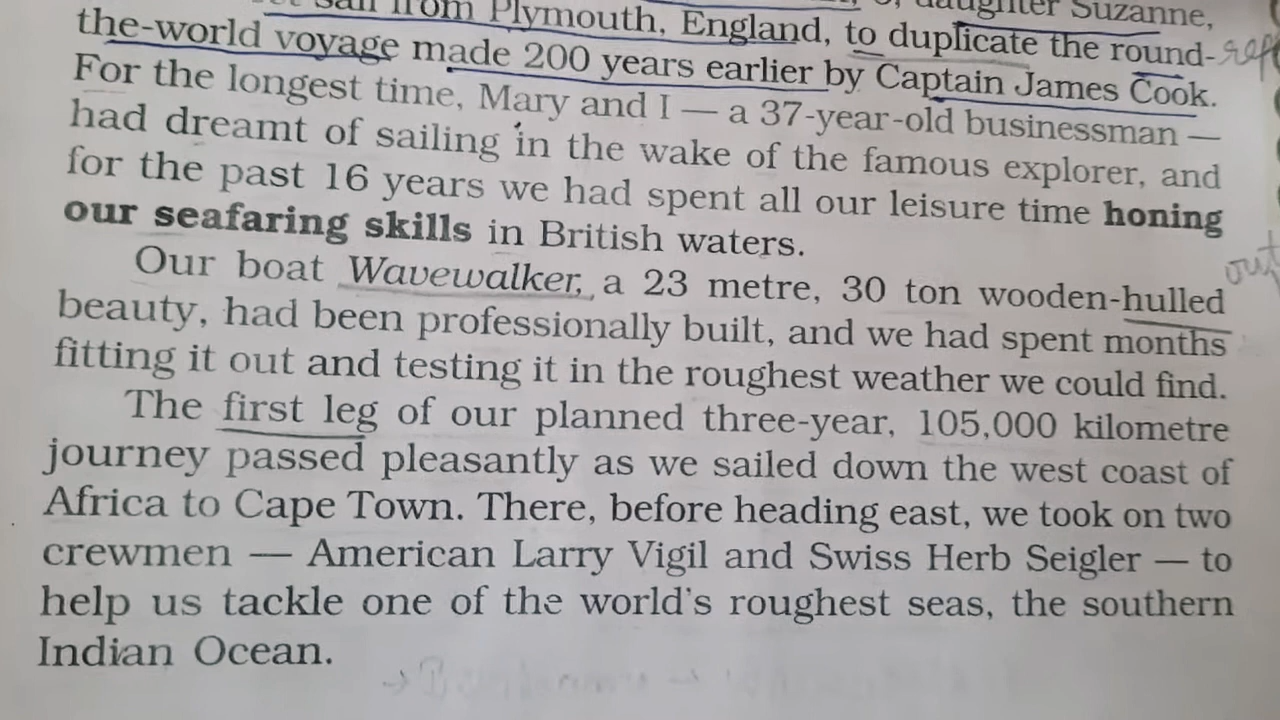 sail from Plymouth, England, to duplicate the round-
daughter Suzanne,
the-world voyage made 200 years earlier by Captain James Cook.
For the longest time, Mary and I — a 37-year-old businessman —
had dreamt of sailing in the wake of the famous explorer, and
for the past 16 years we had spent all our leisure time honing
our seafaring skills in British waters.
Our boat Wavewalker, a 23 metre, 30 ton wooden-hulled
beauty, had been professionally built, and we had spent months
fitting it out and testing it in the roughest weather we could find.
The first leg of our planned three-year, 105,000 kilometre
journey passed pleasantly as we sailed down the west coast of
Africa to Cape Town. There, before heading east, we took on two
crewmen — American Larry Vigil and Swiss Herb Seigler — to
help us tackle one of the world's roughest seas, the southern
Indian Ocean.
out